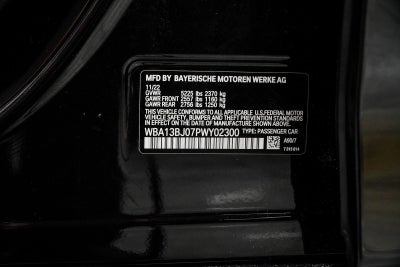 MFD BY BAYERISCHE MOTOREN WERKE AG
11/22
GVWR 5225 lbs 2370 kg
GAWR FRONT 2557 lbs 1160 kg
GAWR REAR 2756 lbs 1250 kg
THIS VEHICLE CONFORMS TO ALL APPLICABLE U.S. FEDERAL MOTOR
VEHICLE SAFETY, BUMPER AND THEFT PREVENTION STANDARDS
IN EFFECT ON THE DATE OF MANUFACTURE SHOWN ABOVE.
WBA13BJ07PWY02300 TYPE: PASSENGER CAR
A90/7